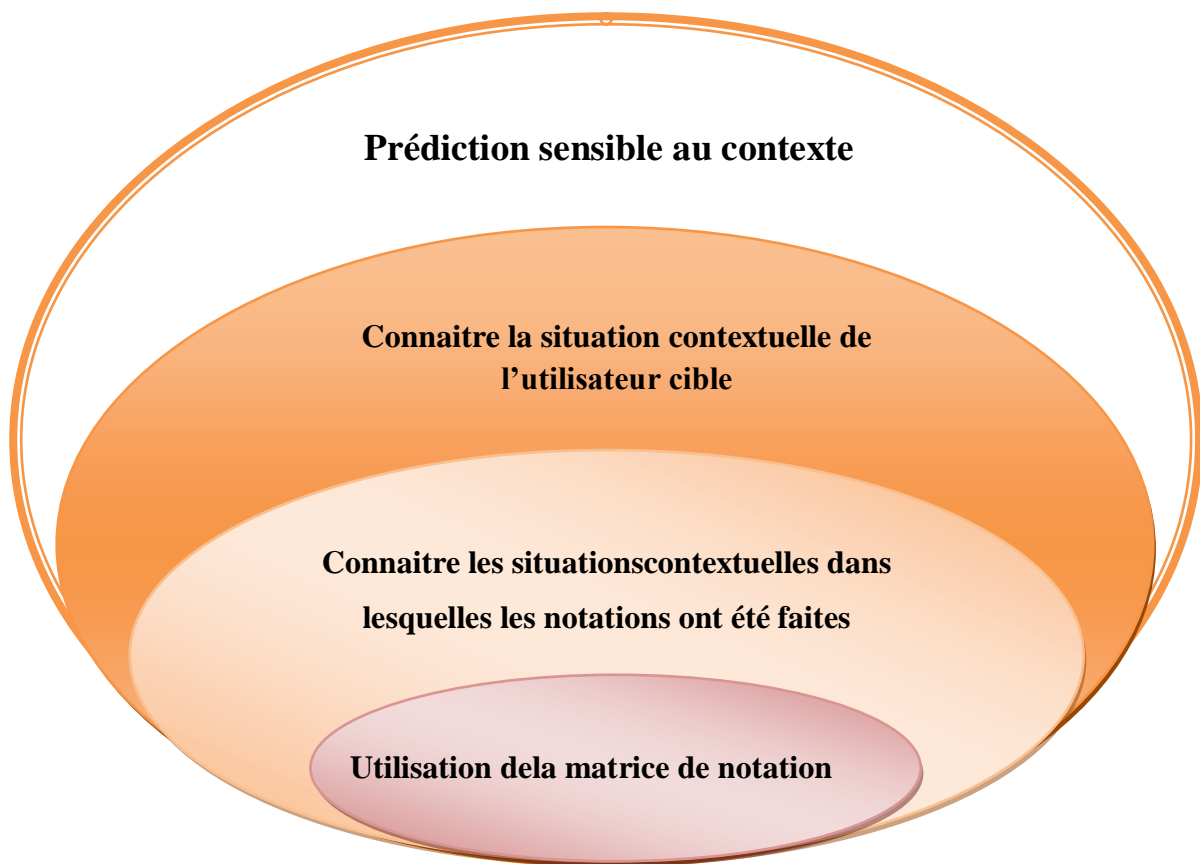 Prédiction sensible au contexte
Connaitre la situation contextuelle de
l’utilisateur cible
Connaitre les situationscontextuelles dans
lesquelles les notations ont été faites
Utilisation dela matrice de notation